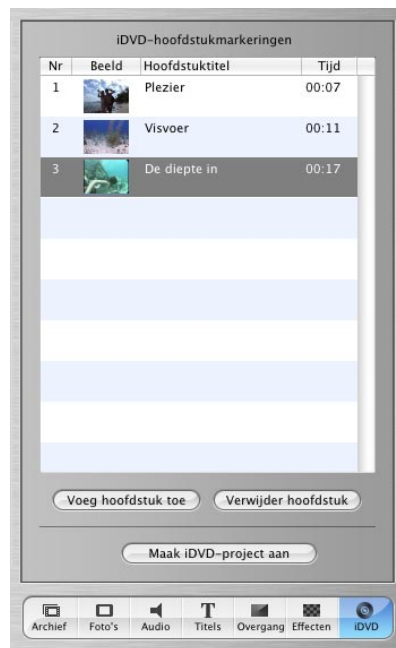 iDVD-hoofdstukmarkeringen
Nr Beeld Hoofdstuktitel Tijd
1 Plezier 00:07
2 Visvoer 00:11
3 De diepte in 00:17
Voeg hoofdstuk toe Verwijder hoofdstuk
Maak iDVD-project aan
Archief Foto's Audio Titels Overgang Effecten iDVD